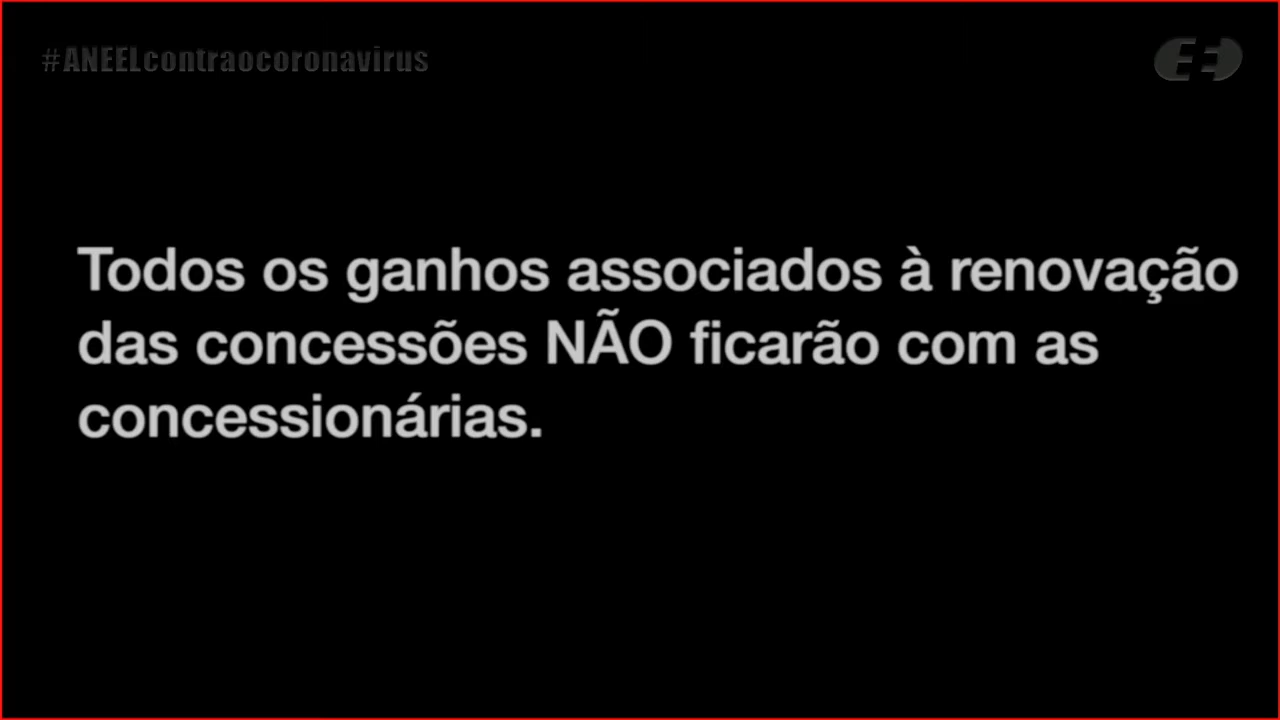 #ANEELcontraocoronavirus
Todos os ganhos associados à renovação
das concessões NÃO ficarão com as
concessionárias.